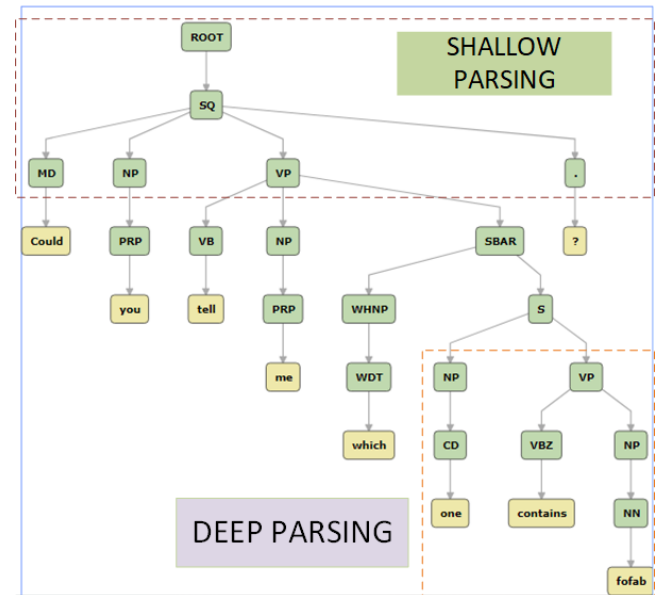 ROOT
SHALLOW
PARSING
SQ
MD NP VP .
Could PRP VB NP SBAR ?
you tell PRP WHNP S
me WDT NP VP
which CD VBZ NP
DEEP PARSING one contains NN
fofab